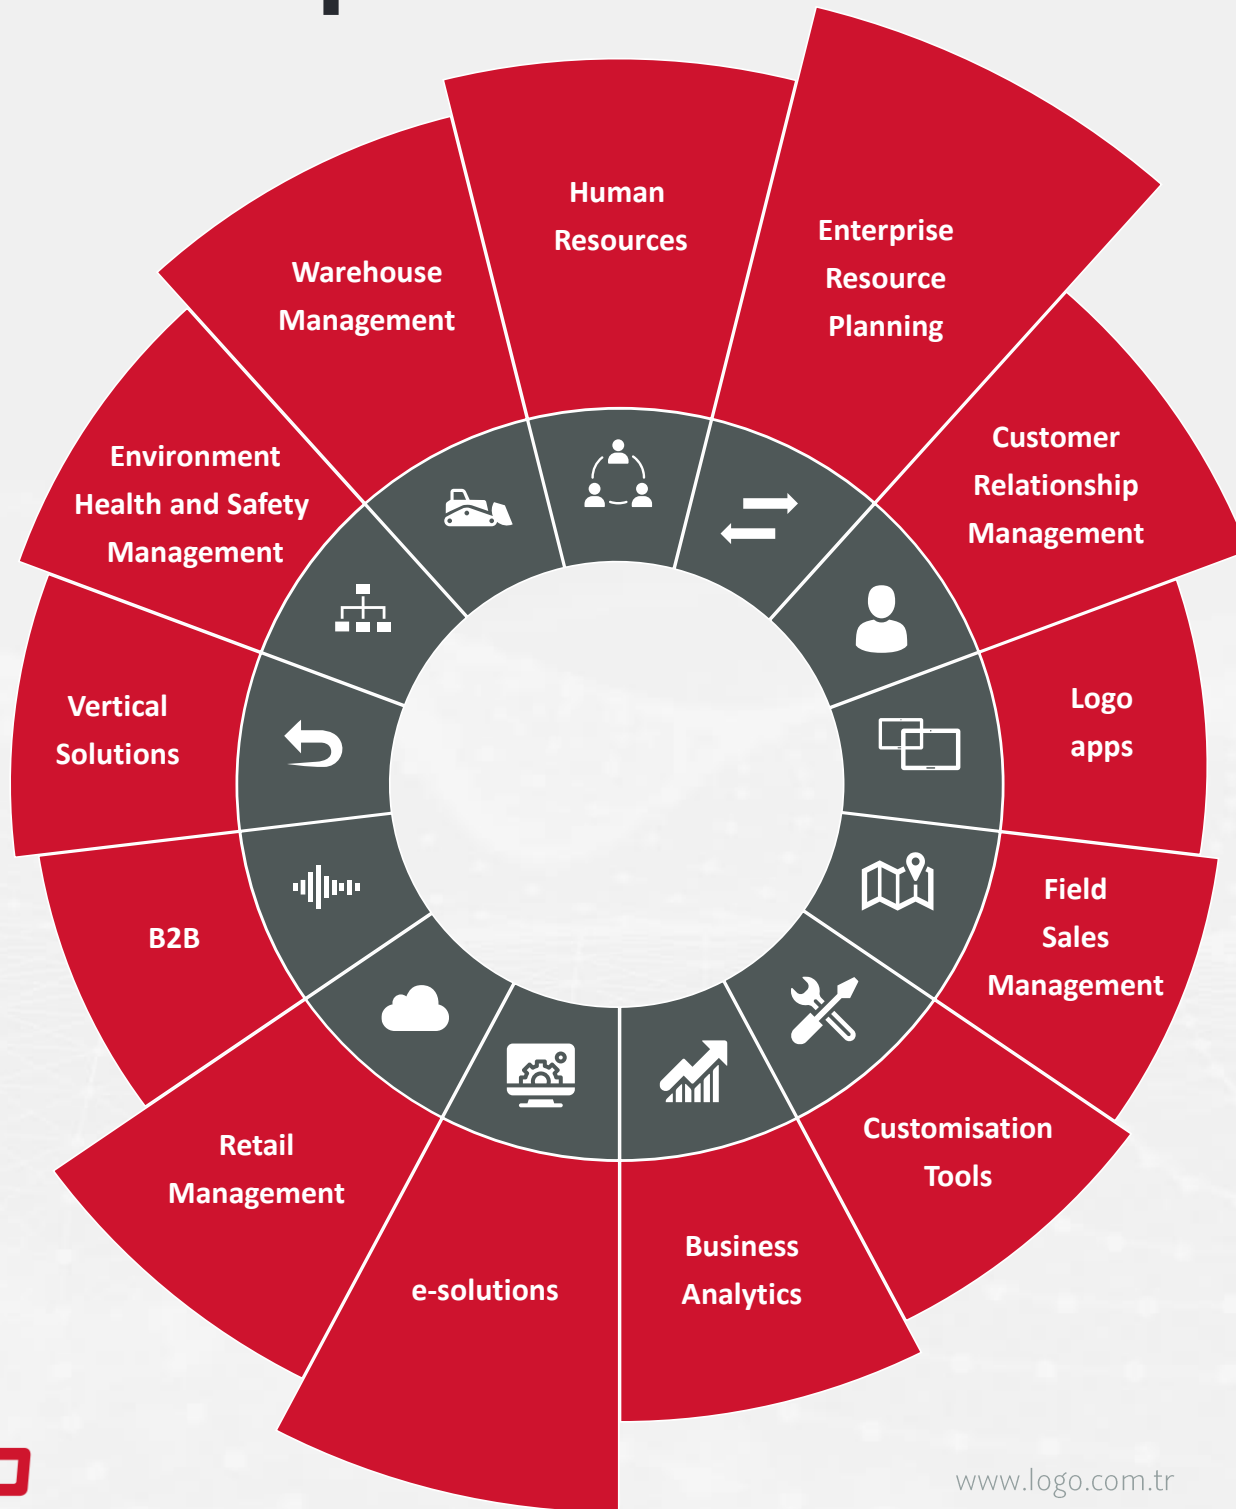 Human
Resources
Enterprise
Resource
Planning
Customer
Relationship
Management
Logo
apps
Field
Sales
Management
Customisation
Tools
Business
Analytics
e-solutions
Retail
Management
B2B
Vertical
Solutions
Environment
Health and Safety
Management
Warehouse
Management
www.logo.com.tr